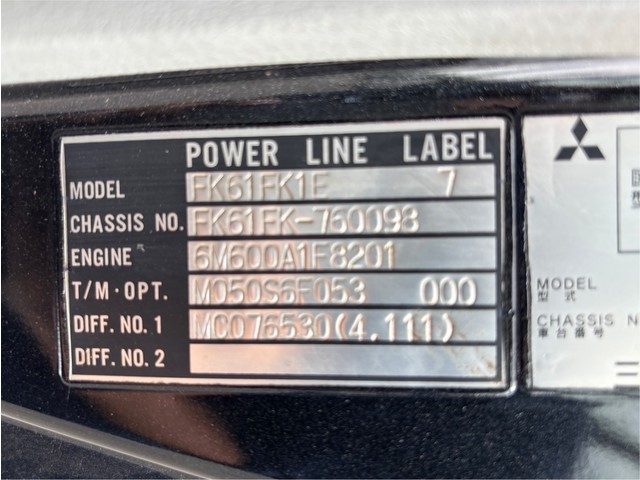 POWER LINE LABEL
MODEL FK61FK1E 7
CHASSIS NO. FK61FK-760098
ENGINE 6M60DA1F8201
T/M·OPT. M050S6F053 000
DIFF. NO. 1 MC076530(4.111)
DIFF. NO. 2
MODEL
型式
CHASSIS N
車台番号